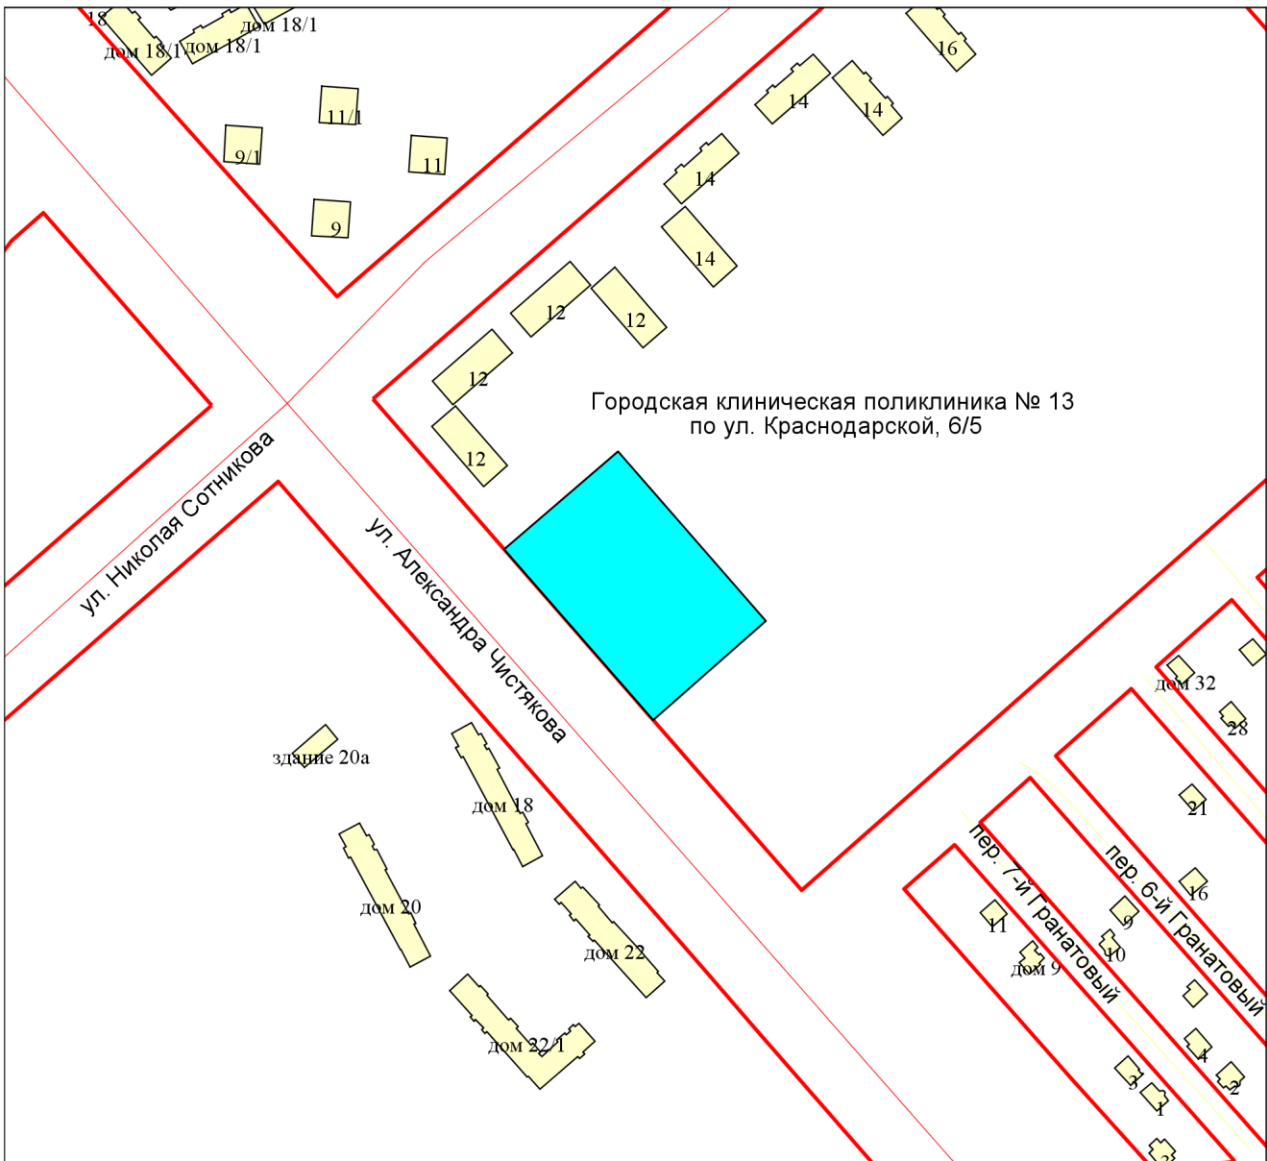 18
дом 18/1
дом 18/1
дом 18/1
16
11/1
14
14
9/1
11
14
9
14
12
12
12
12
Городская клиническая поликлиника № 13
по ул. Краснодарской, 6/5
ул. Николая Сотникова
ул. Александра Чистякова
дом 32
28
здание 20а
дом 18
21
пер. 7-й Гранатовый
пер. 6-й Гранатовый
16
дом 20
11
9
дом 22
10
дом 9
дом 22/1
4
3
2
1